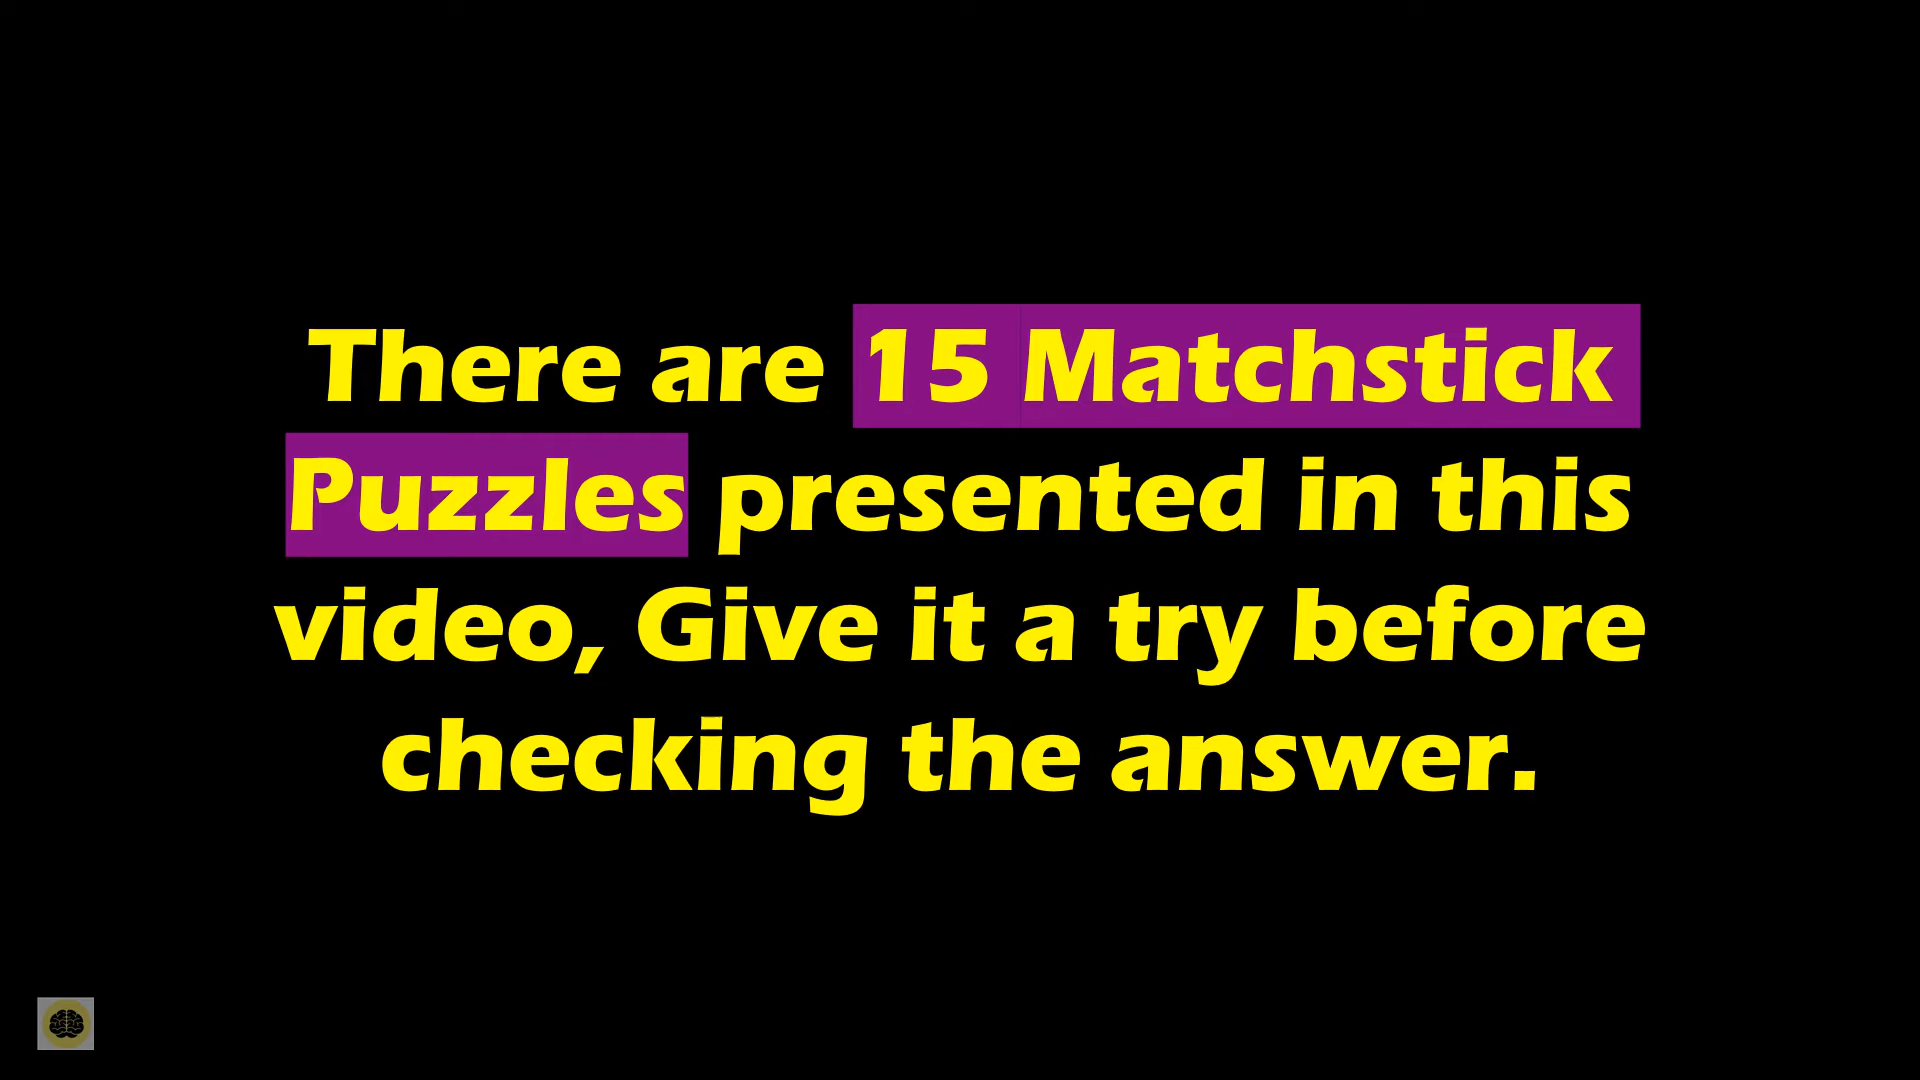 There are 15 Matchstick
Puzzles presented in this
video, Give it a try before
checking the answer.